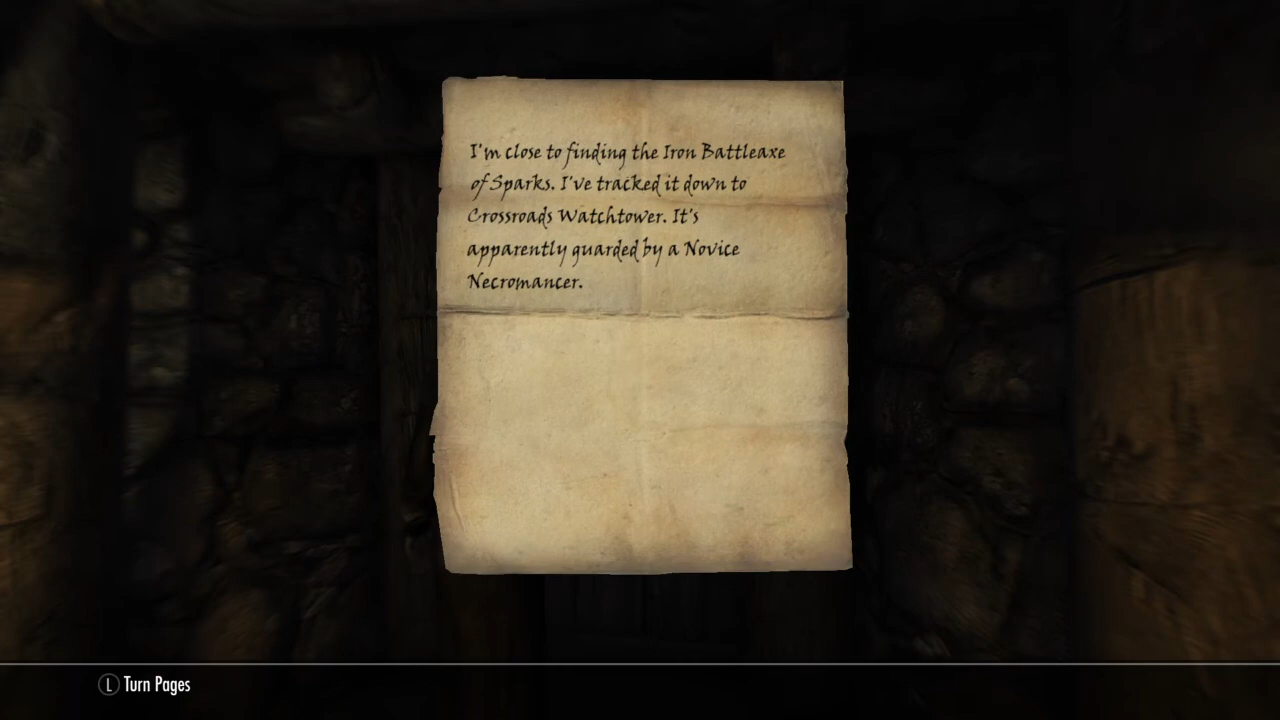 I'm close to finding the Iron Battleaxe
of Sparks. I've tracked it down to
Crossroads Watchtower. It's
apparently guarded by a Novice
Necromancer.
L Turn Pages